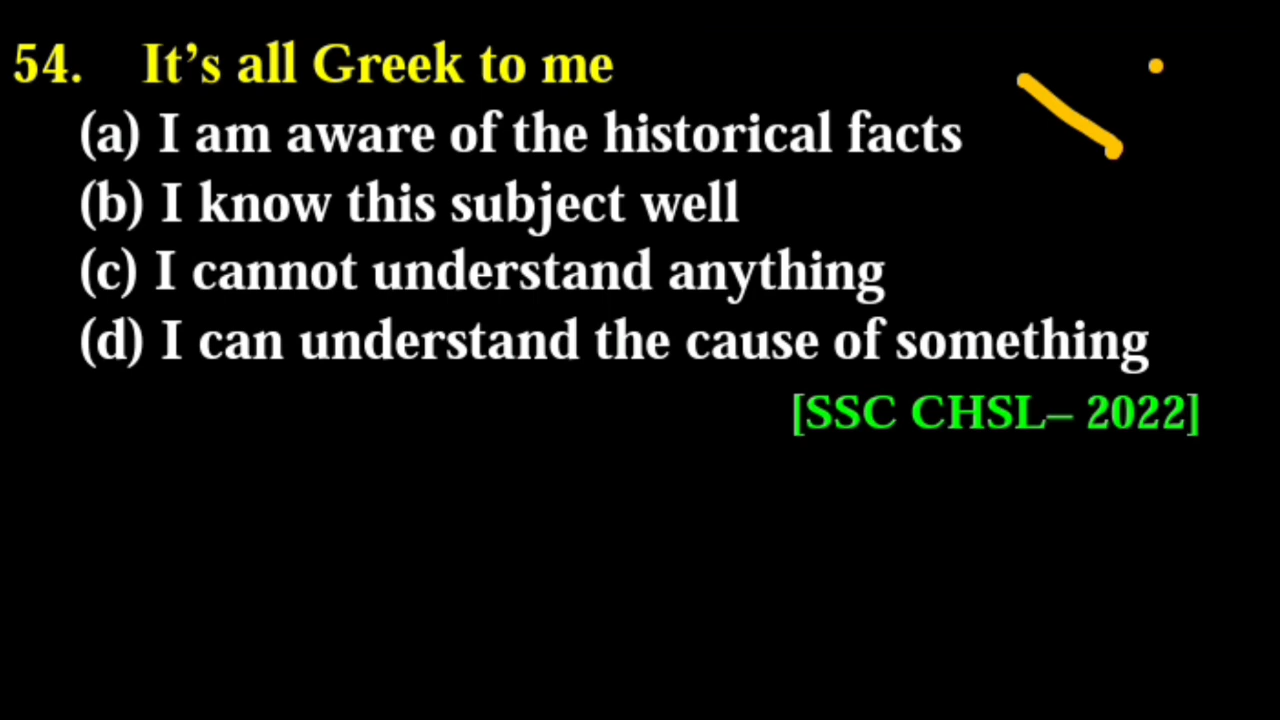 54. It’s all Greek to me
(a) I am aware of the historical facts
(b) I know this subject well
(c) I cannot understand anything
(d) I can understand the cause of something
[SSC CHSL– 2022]